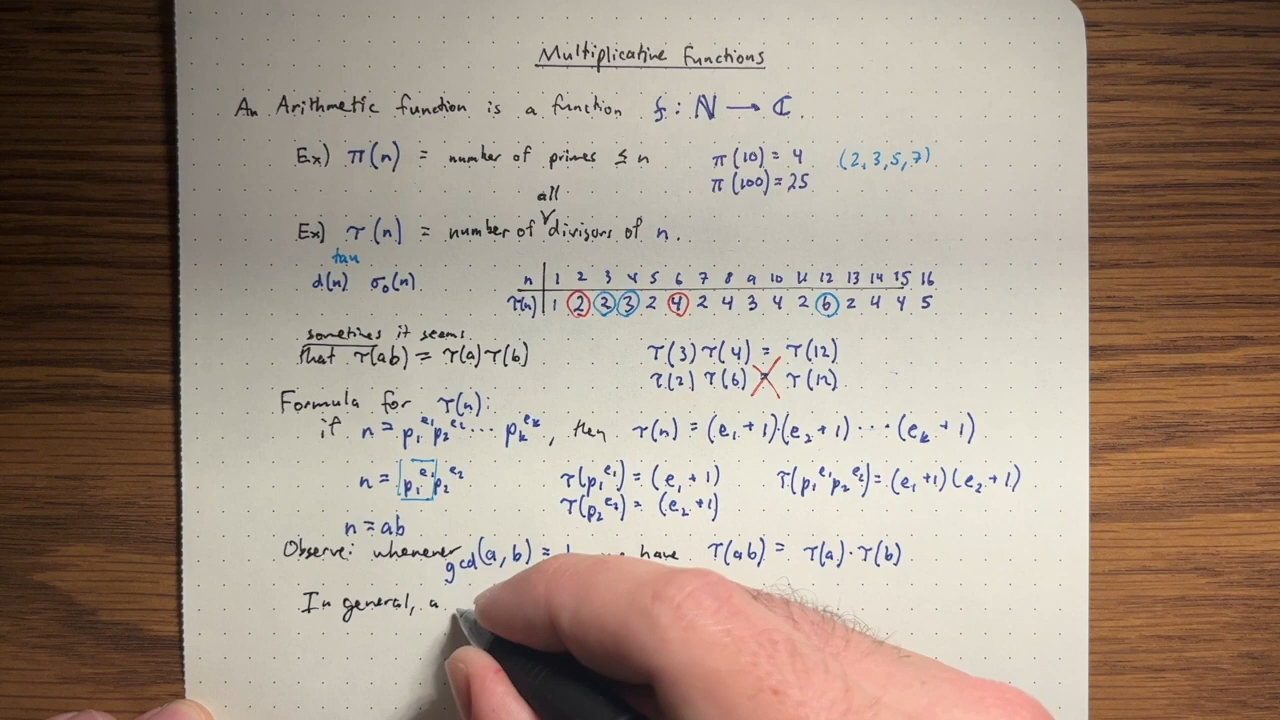 Multiplicative Functions
An Arithmetic function is a function f : ℕ → ℂ.
Ex) π(n) = number of primes ≤ n π(10) = 4 (2,3,5,7)
π(100) = 25
all
Ex) τ(n) = number of divisors of n.
tau
d(n) σ₀(n)
n 1 2 3 4 5 6 7 8 9 10 11 12 13 14 15 16
τ(n) 1 2 2 3 2 4 2 4 3 4 2 6 2 4 4 5
sometimes it seems
that τ(ab) = τ(a)τ(b) τ(3)τ(4) = τ(12)
τ(2)τ(6) = τ(12)
Formula for τ(n):
if n = p₁^e₁ p₂^e₂ ... p_k^e_k, then τ(n) = (e₁+1)·(e₂+1) ··· (e_k+1)
n = p₁^e₁ p₂^e₂ τ(p₁^e₁) = (e₁+1) τ(p₁^e₁ p₂^e₂) = (e₁+1)(e₂+1)
τ(p₂^e₂) = (e₂+1)
n = ab
Observe: whenever gcd(a,b) = have τ(ab) = τ(a)·τ(b)
In general, a